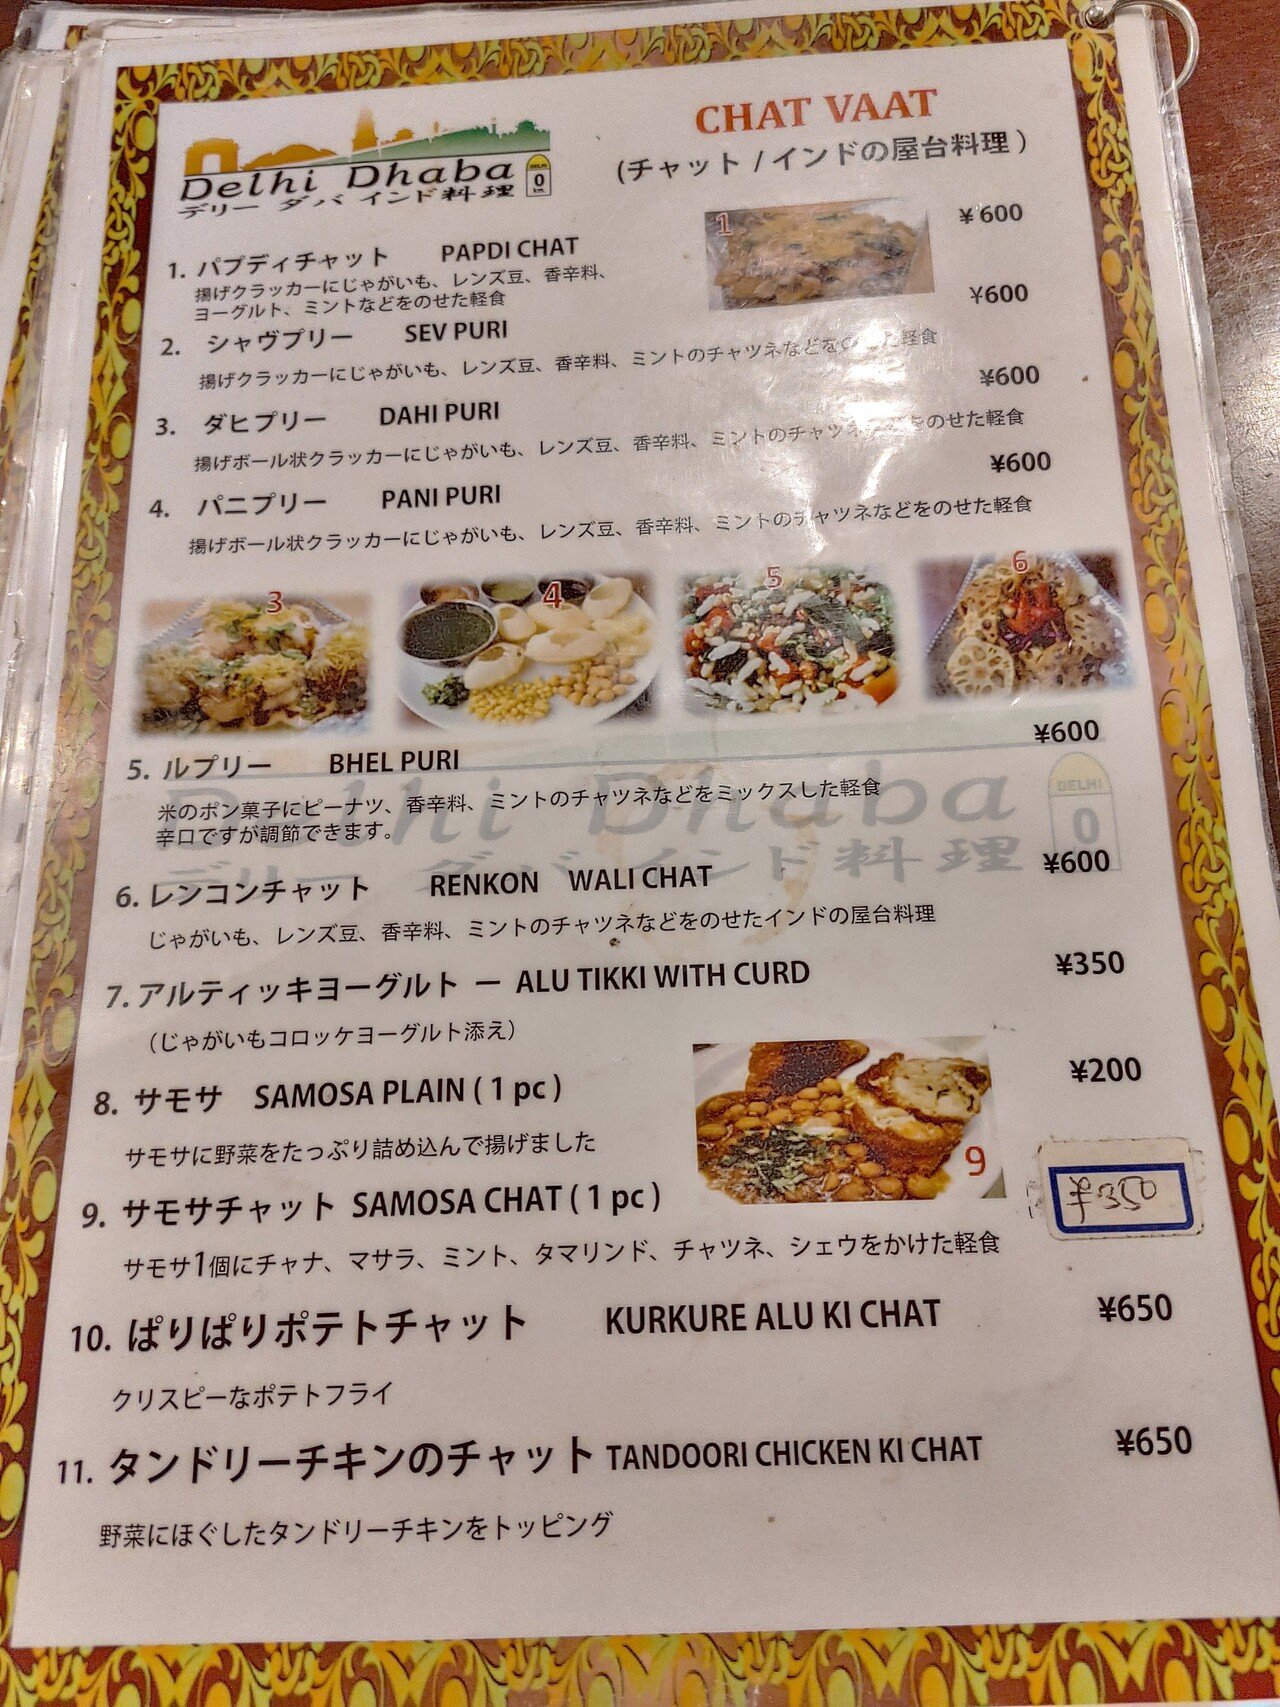 CHAT VAAT
(チャット / インドの屋台料理 )
Delhi Dhaba
デリー ダバ インド料理
DELHI
0
km
1
¥600
1. パプディチャット PAPDI CHAT
揚げクラッカーにじゃがいも、レンズ豆、香辛料、
ヨーグルト、ミントなどをのせた軽食
¥600
2. シャヴプリー SEV PURI
揚げクラッカーにじゃがいも、レンズ豆、香辛料、ミントのチャツネなどを 軽食
¥600
3. ダヒプリー DAHI PURI
揚げボール状クラッカーにじゃがいも、レンズ豆、香辛料、ミントのチャツネ をのせた軽食
¥600
4. パニプリー PANI PURI
揚げボール状クラッカーにじゃがいも、レンズ豆、香辛料、ミントのチャツネなどをのせた軽食
3
4
5
6
¥600
5. ルプリー BHEL PURI
米のポン菓子にピーナツ、香辛料、ミントのチャツネなどをミックスした軽食
辛口ですが調節できます。
Delhi Dhaba
デリー ダバ インド料理
DELHI
0
¥600
6. レンコンチャット RENKON WALI CHAT
じゃがいも、レンズ豆、香辛料、ミントのチャツネなどをのせたインドの屋台料理
7. アルティッキヨーグルト ー ALU TIKKI WITH CURD ¥350
（じゃがいもコロッケヨーグルト添え）
8. サモサ SAMOSA PLAIN ( 1 pc ) ¥200
サモサに野菜をたっぷり詰め込んで揚げました
9
9. サモサチャット SAMOSA CHAT ( 1 pc ) ¥350
サモサ1個にチャナ、マサラ、ミント、タマリンド、チャツネ、シェウをかけた軽食
10. ぱりぱりポテトチャット KURKURE ALU KI CHAT ¥650
クリスピーなポテトフライ
11. タンドリーチキンのチャット TANDOORI CHICKEN KI CHAT ¥650
野菜にほぐしたタンドリーチキンをトッピング